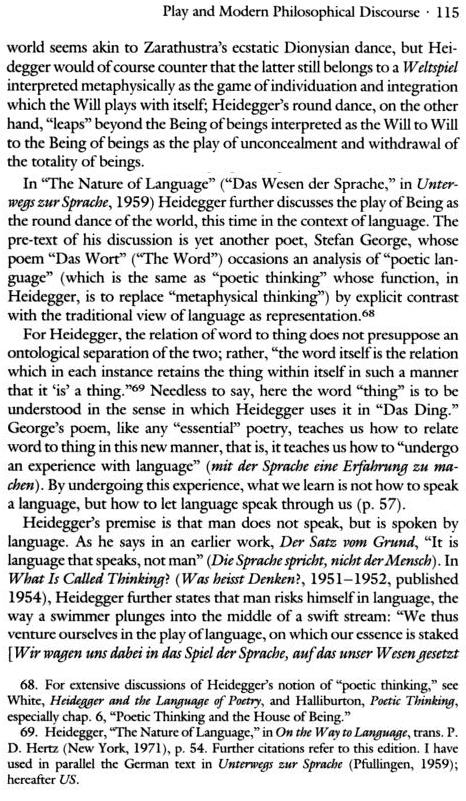 Play and Modern Philosophical Discourse · 115
world seems akin to Zarathustra's ecstatic Dionysian dance, but Hei-
degger would of course counter that the latter still belongs to a Weltspiel
interpreted metaphysically as the game of individuation and integration
which the Will plays with itself; Heidegger's round dance, on the other
hand, "leaps" beyond the Being of beings interpreted as the Will to Will
to the Being of beings as the play of unconcealment and withdrawal of
the totality of beings.
In "The Nature of Language" ("Das Wesen der Sprache," in Unter-
wegs zur Sprache, 1959) Heidegger further discusses the play of Being as
the round dance of the world, this time in the context of language. The
pre-text of his discussion is yet another poet, Stefan George, whose
poem "Das Wort" ("The Word") occasions an analysis of "poetic lan-
guage" (which is the same as "poetic thinking" whose function, in
Heidegger, is to replace "metaphysical thinking") by explicit contrast
with the traditional view of language as representation.68
For Heidegger, the relation of word to thing does not presuppose an
ontological separation of the two; rather, "the word itself is the relation
which in each instance retains the thing within itself in such a manner
that it 'is' a thing."69 Needless to say, here the word "thing" is to be
understood in the sense in which Heidegger uses it in "Das Ding."
George's poem, like any "essential" poetry, teaches us how to relate
word to thing in this new manner, that is, it teaches us how to "undergo
an experience with language" (mit der Sprache eine Erfahrung zu ma-
chen). By undergoing this experience, what we learn is not how to speak
a language, but how to let language speak through us (p. 57).
Heidegger's premise is that man does not speak, but is spoken by
language. As he says in an earlier work, Der Satz vom Grund, "It is
language that speaks, not man" (Die Sprache spricht, nicht der Mensch). In
What Is Called Thinking? (Was heisst Denken?, 1951–1952, published
1954), Heidegger further states that man risks himself in language, the
way a swimmer plunges into the middle of a swift stream: "We thus
venture ourselves in the play of language, on which our essence is staked
[Wir wagen uns dabei in das Spiel der Sprache, auf das unser Wesen gesetzt
68. For extensive discussions of Heidegger's notion of "poetic thinking," see
White, Heidegger and the Language of Poetry, and Halliburton, Poetic Thinking,
especially chap. 6, "Poetic Thinking and the House of Being."
69. Heidegger, "The Nature of Language," in On the Way to Language, trans. P.
D. Hertz (New York, 1971), p. 54. Further citations refer to this edition. I have
used in parallel the German text in Unterwegs zur Sprache (Pfullingen, 1959);
hereafter US.